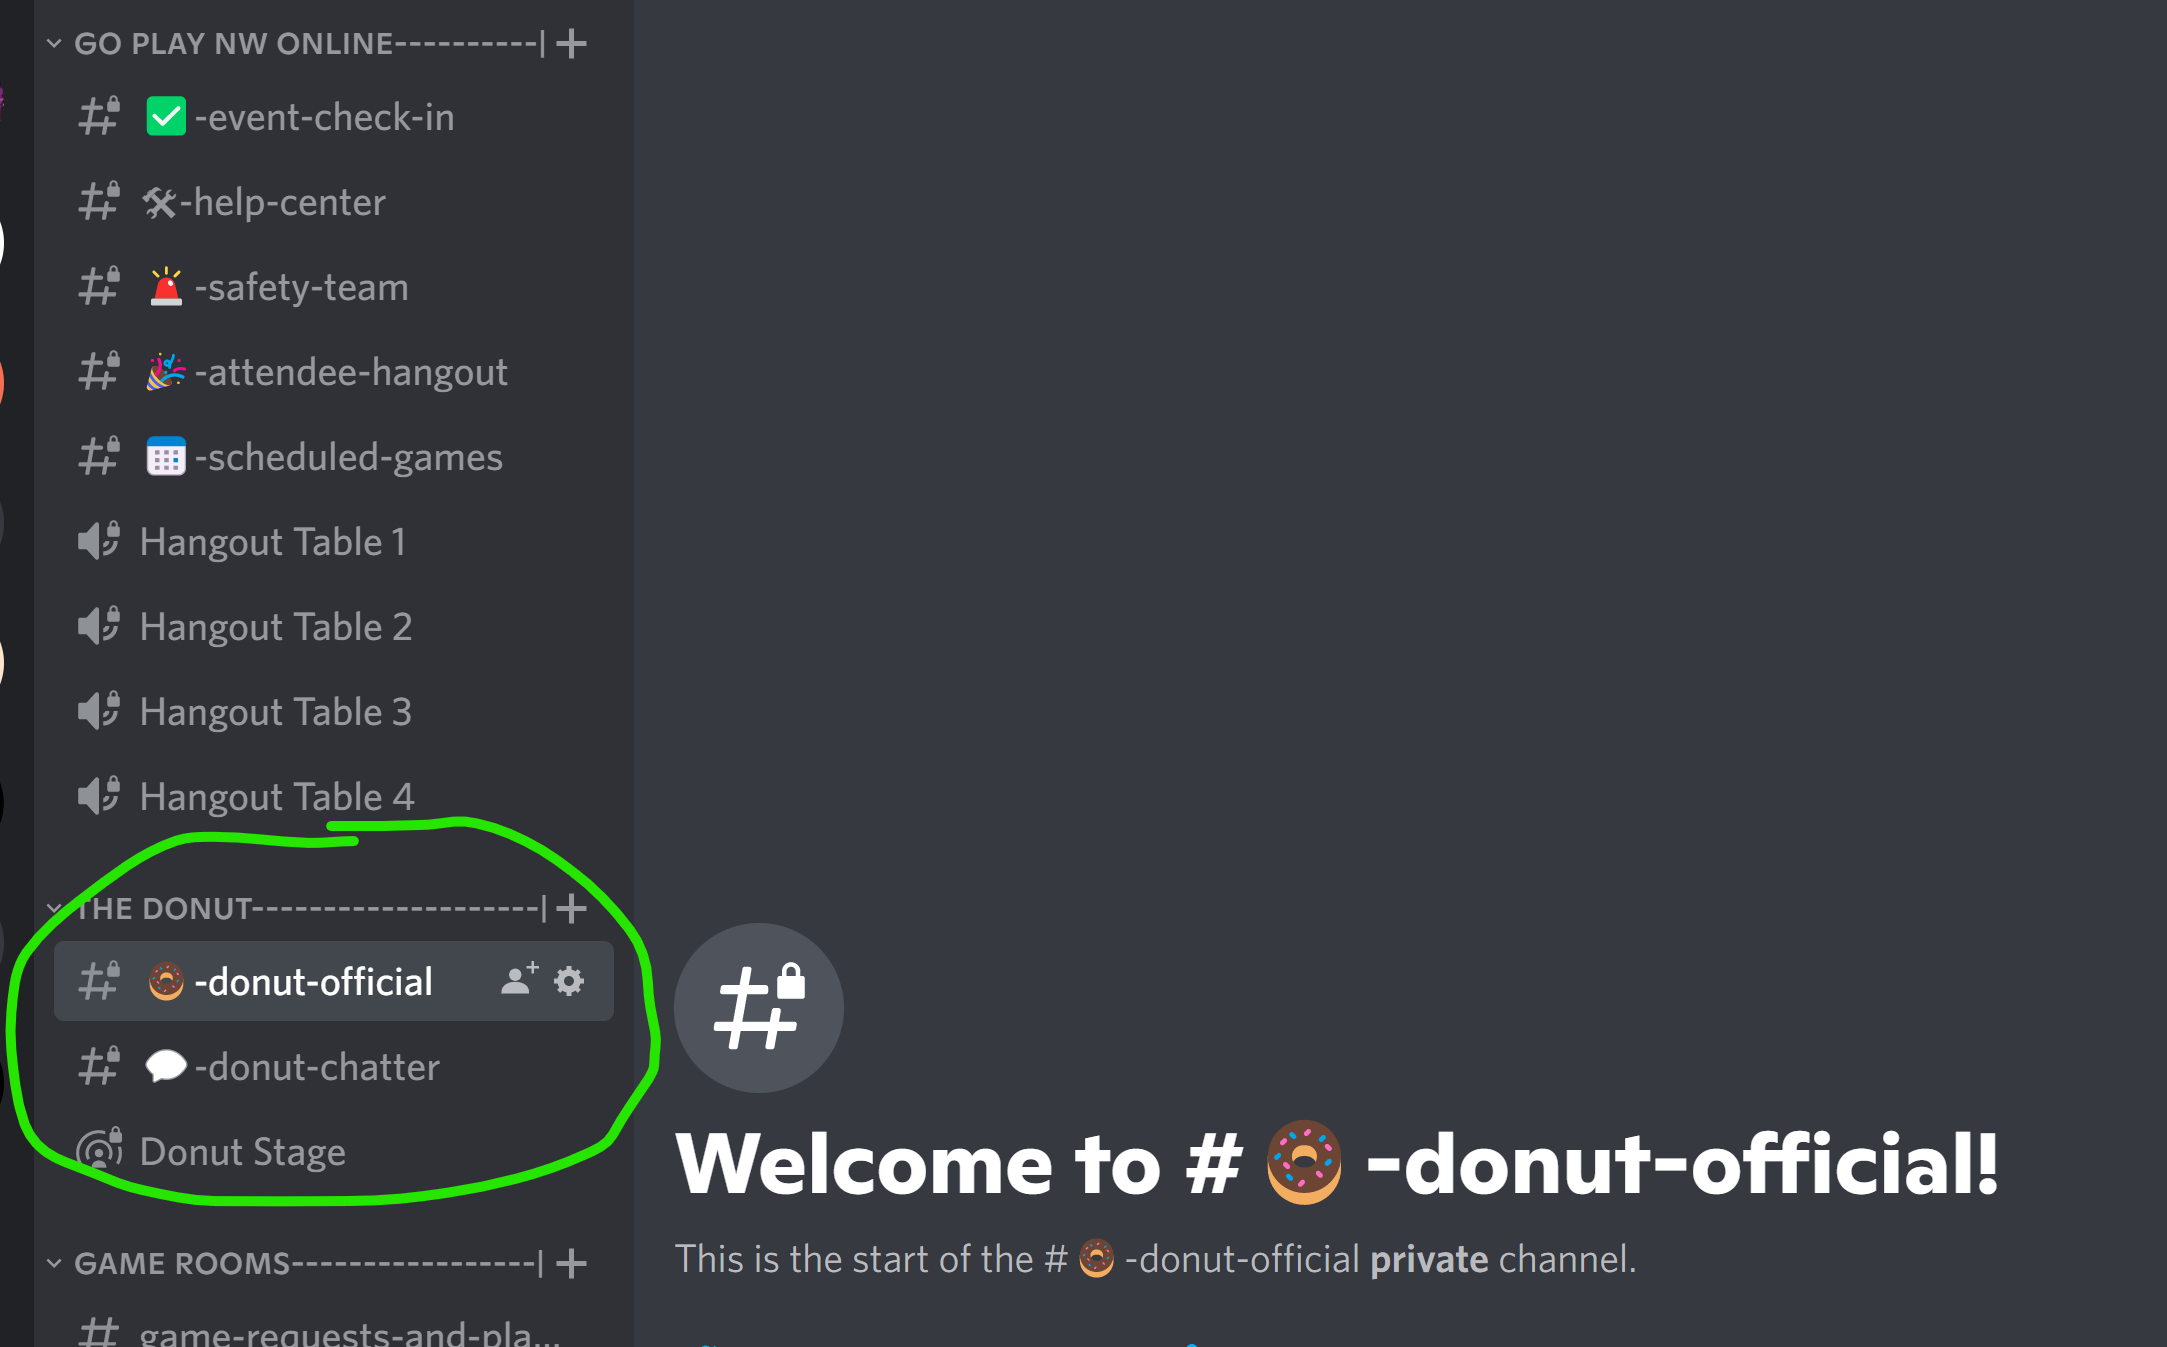 GO PLAY NW ONLINE----------|
✅-event-check-in
🛠-help-center
🚨-safety-team
🎉-attendee-hangout
📅-scheduled-games
Hangout Table 1
Hangout Table 2
Hangout Table 3
Hangout Table 4
THE DONUT--------------------|
🍩-donut-official
💬-donut-chatter
Donut Stage
GAME ROOMS-----------------|
game-requests-and-pla...
Welcome to #🍩-donut-official!
This is the start of the #🍩-donut-official private channel.